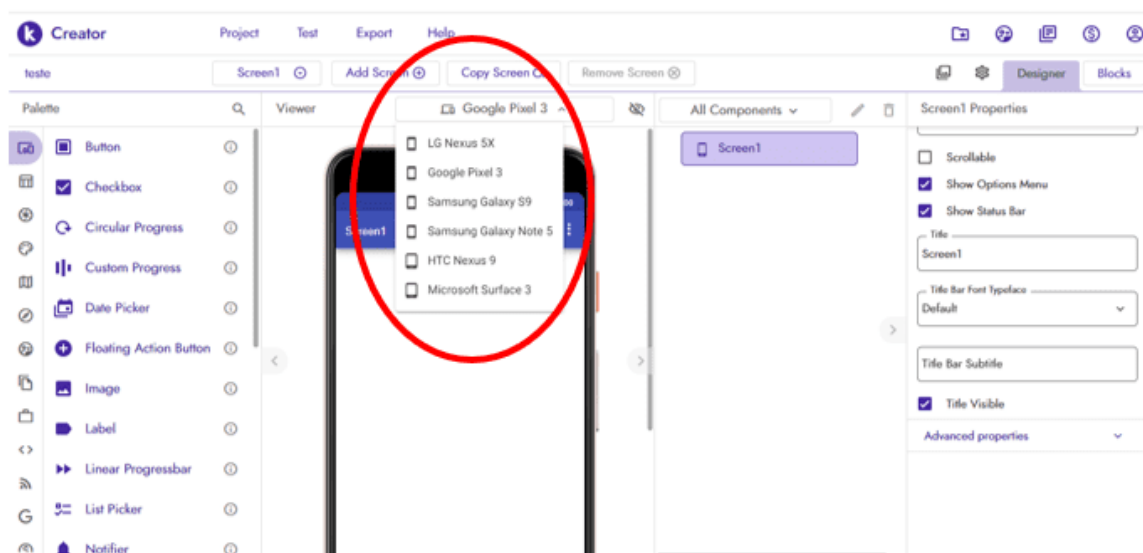 Creator Project Test Export Help
teste Screen1 Add Screen Copy Screen Remove Screen Designer Blocks
Palette Viewer Google Pixel 3 All Components Screen1 Properties
LG Nexus 5X
Google Pixel 3
Samsung Galaxy S9
Samsung Galaxy Note 5
HTC Nexus 9
Microsoft Surface 3
Button
Checkbox
Circular Progress
Custom Progress
Date Picker
Floating Action Button
Image
Label
Linear Progressbar
List Picker
Notifier
Screen1
Screen1
Scrollable
Show Options Menu
Show Status Bar
Title
Screen1
Title Bar Font Typeface
Default
Title Bar Subtitle
Title Visible
Advanced properties